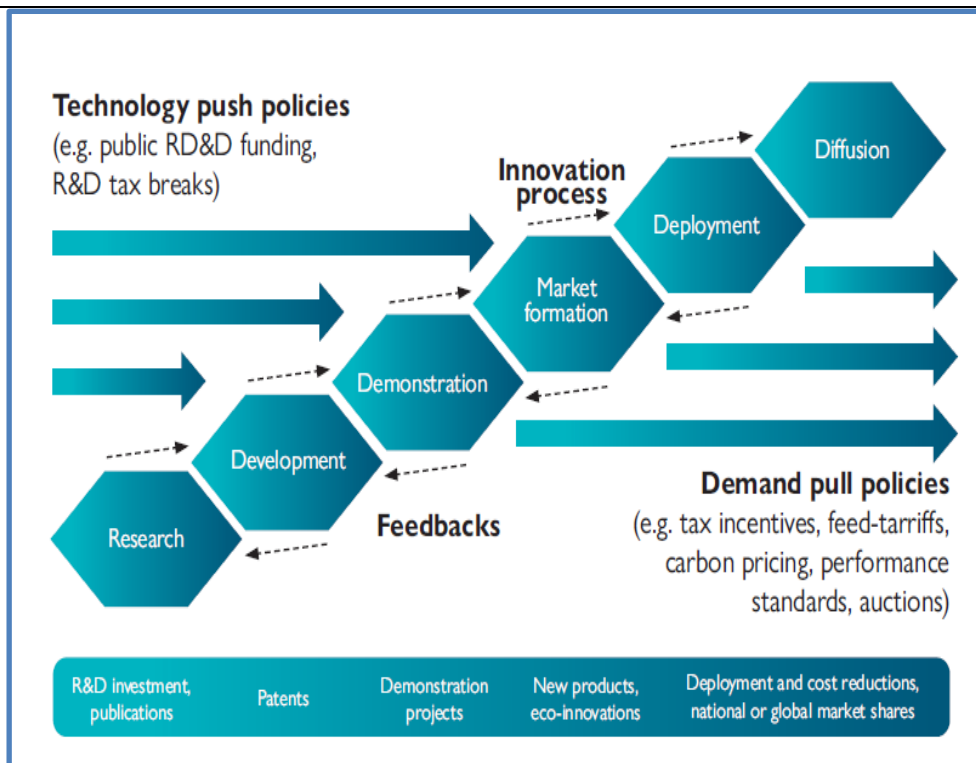 Technology push policies
(e.g. public RD&D funding,
R&D tax breaks)
Innovation
process
Diffusion
Deployment
Market
formation
Demonstration
Development
Research
Feedbacks
Demand pull policies
(e.g. tax incentives, feed-tarriffs,
carbon pricing, performance
standards, auctions)
R&D investment,
publications
Patents
Demonstration
projects
New products,
eco-innovations
Deployment and cost reductions,
national or global market shares